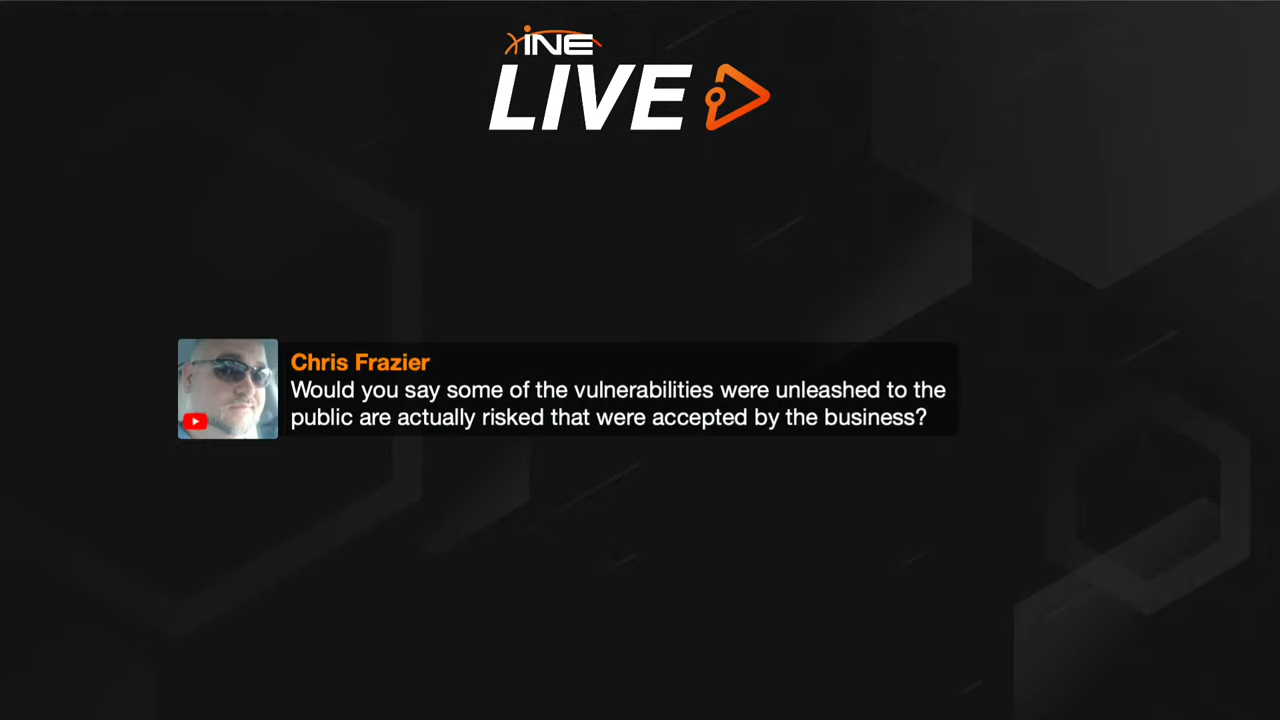 iNE
LIVE
Chris Frazier
Would you say some of the vulnerabilities were unleashed to the
public are actually risked that were accepted by the business?